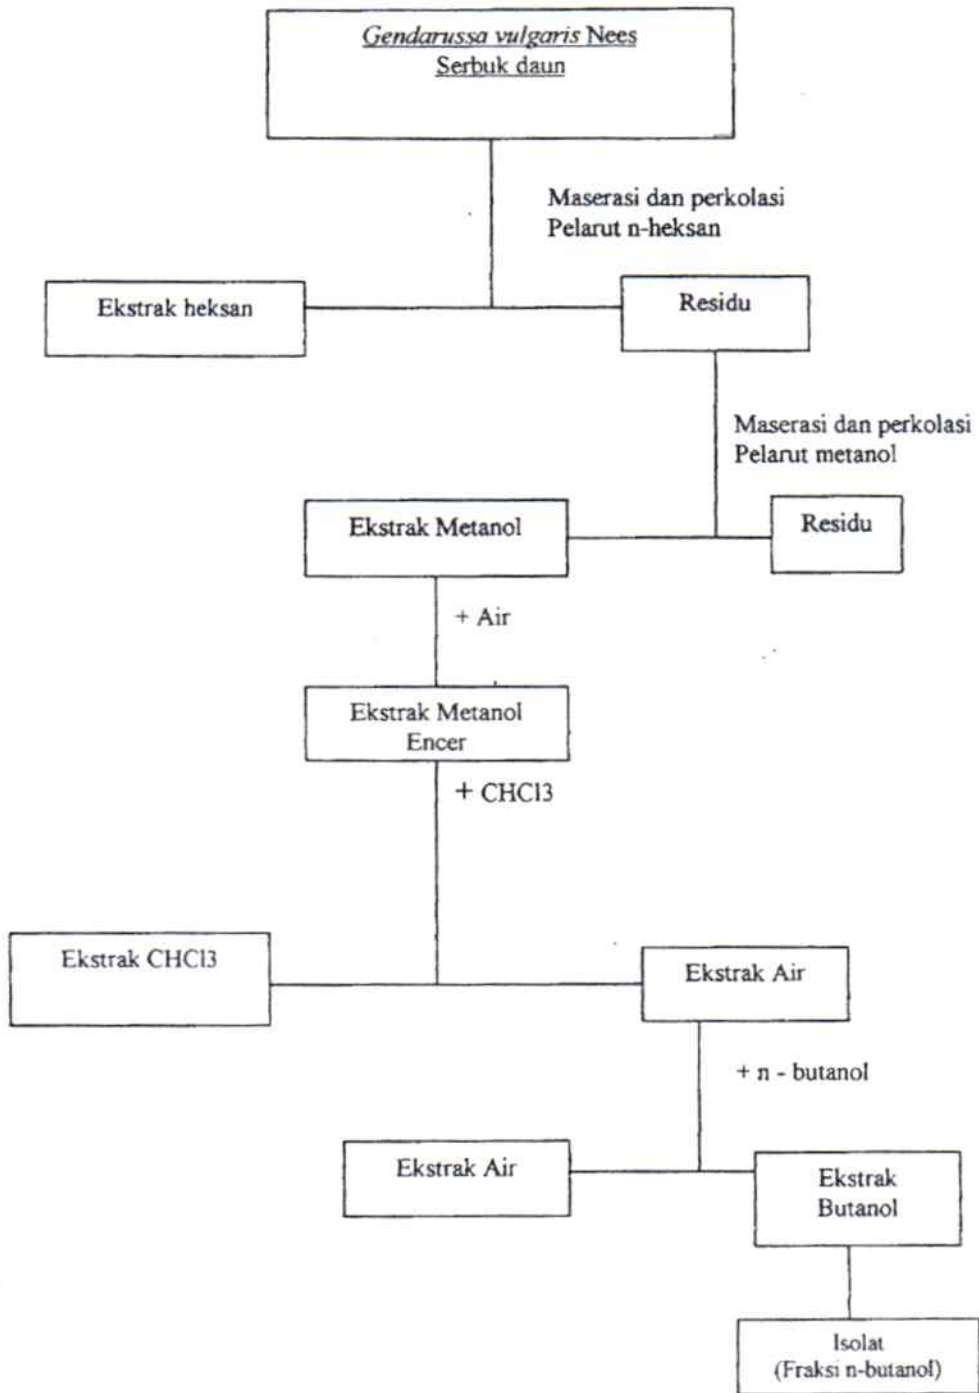 Gendarussa vulgaris Nees
Serbuk daun
Maserasi dan perkolasi
Pelarut n-heksan
Ekstrak heksan
Residu
Maserasi dan perkolasi
Pelarut metanol
Ekstrak Metanol
Residu
+ Air
Ekstrak Metanol
Encer
+ CHCl3
Ekstrak CHCl3
Ekstrak Air
+ n - butanol
Ekstrak Air
Ekstrak
Butanol
Isolat
(Fraksi n-butanol)